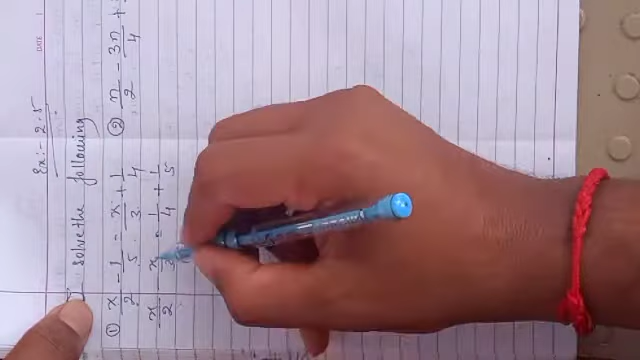 DATE
Ex:- 2.5
solve the following
① x/2 - 1/5 = x/3 + 1/4 ② n/2 - 3n/4 +
x/2 x/3 = 1/4 + 1/5